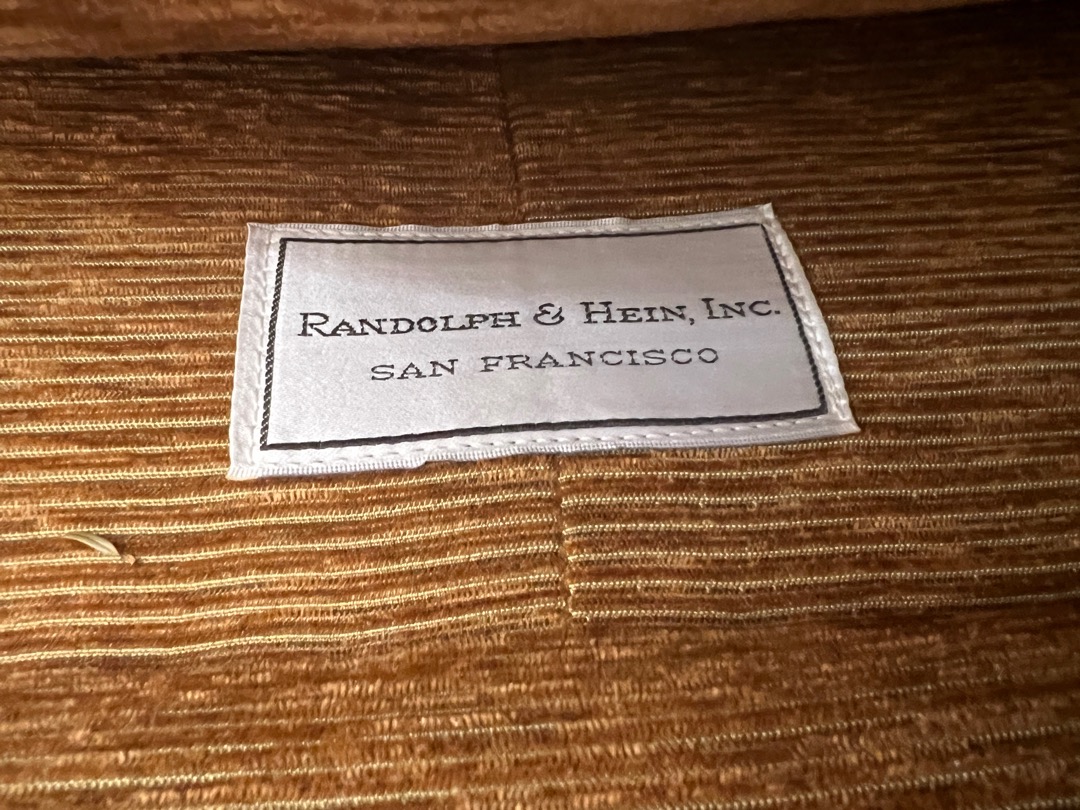 RANDOLPH & HEIN, INC.
SAN FRANCISCO